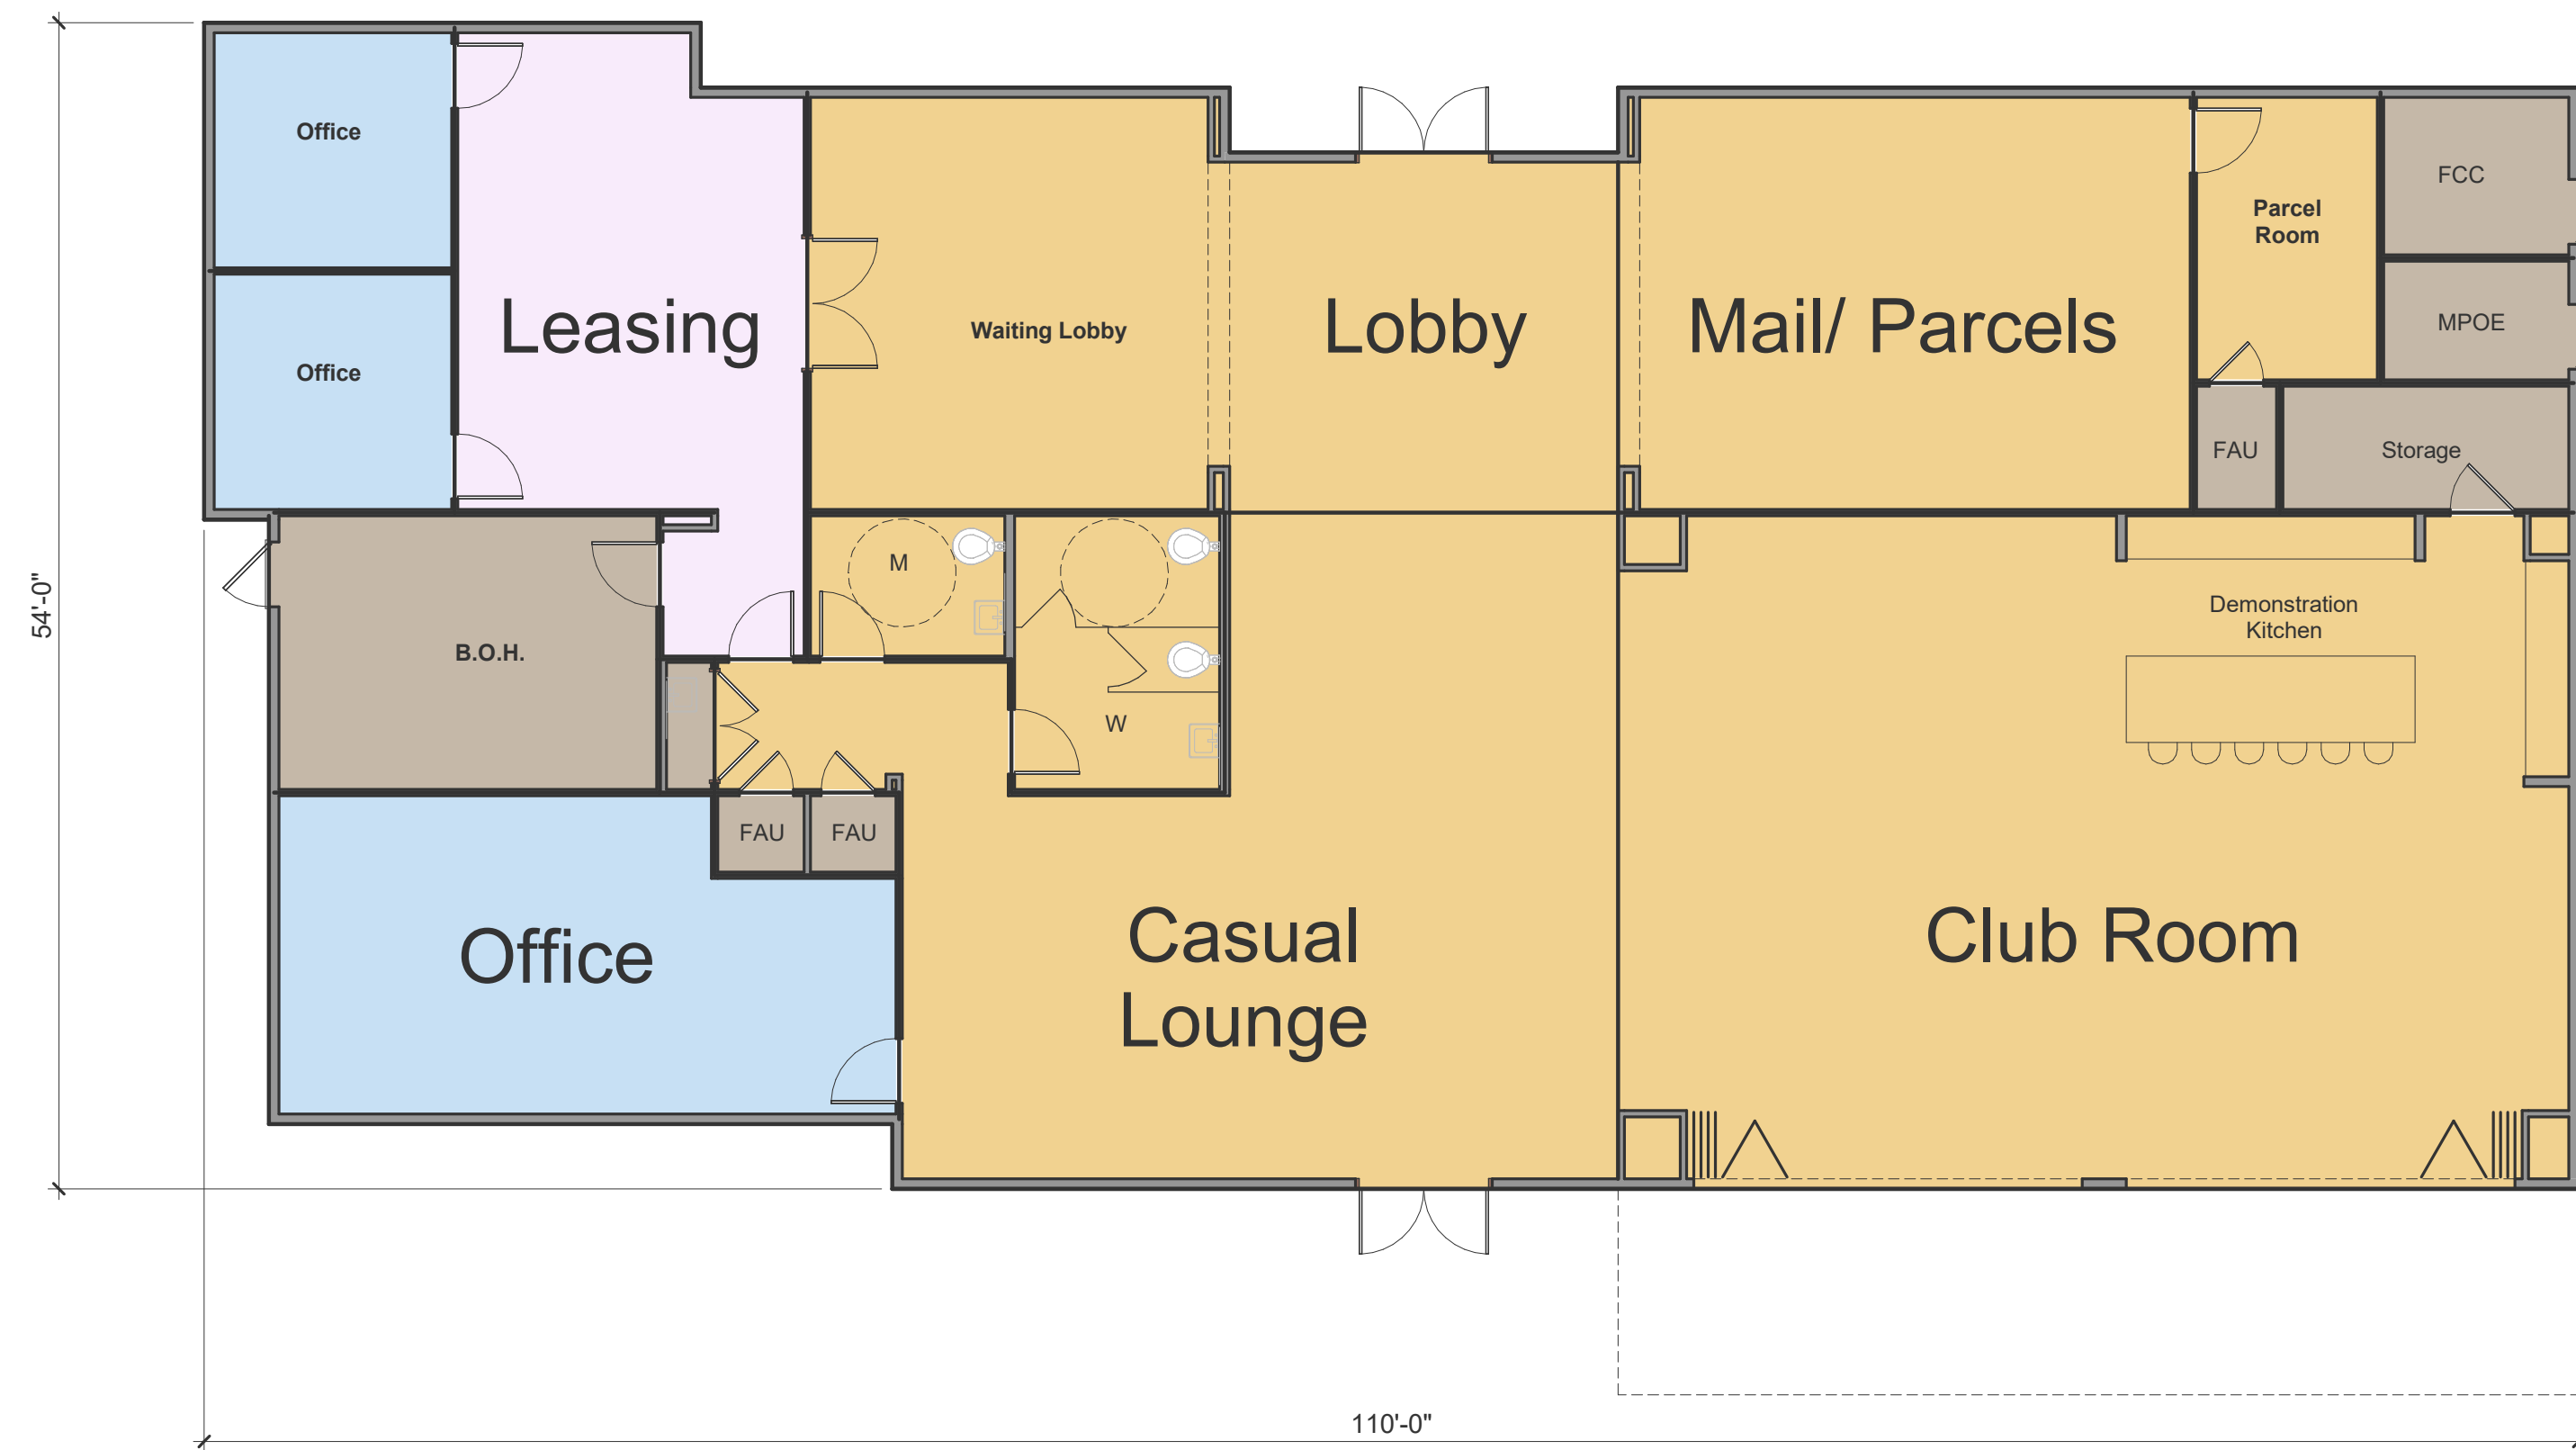 Office
FCC
Parcel
Room
Leasing
Waiting Lobby
Lobby
Mail/ Parcels
MPOE
Office
FAU
Storage
M
54'-0"
Demonstration
Kitchen
B.O.H.
W
FAU
FAU
Office
Casual
Lounge
Club Room
110'-0"